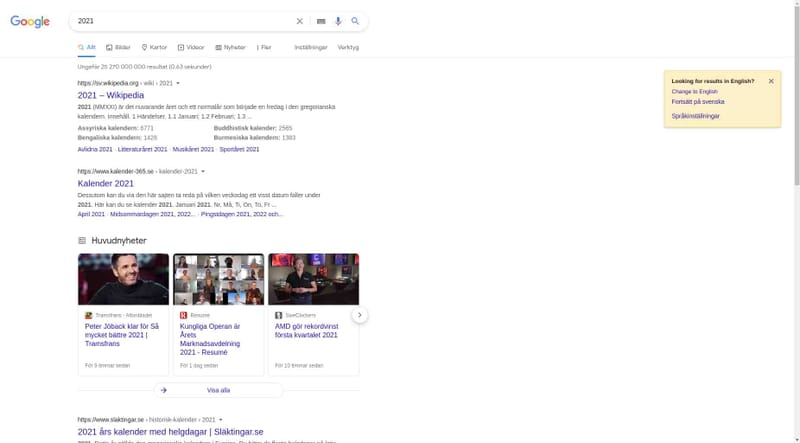 Google
2021
Allt Bilder Kartor Videor Nyheter Fler Inställningar Verktyg
Ungefär 25 270 000 000 resultat (0,63 sekunder)
Looking for results in English?
Change to English
Fortsätt på svenska
Språkinställningar
https://sv.wikipedia.org › wiki › 2021
2021 – Wikipedia
2021 (MMXXI) är det nuvarande året och ett normalår som började en fredag i den gregorianska
kalendern. Innehåll. 1 Händelser. 1.1 Januari; 1.2 Februari; 1.3 ...
Assyriska kalendern: 6771 Buddhistisk kalender: 2565
Bengaliska kalendern: 1428 Burmesiska kalendern: 1383
Avlidna 2021 · Litteraturåret 2021 · Musikåret 2021 · Sportåret 2021
https://www.kalender-365.se › kalender-2021
Kalender 2021
Dessutom kan du via den här sajten ta reda på vilken veckodag ett visst datum faller under
2021. Här kan du se kalender 2021. Januari 2021. Nr, Må, Ti, On, To, Fr ...
April 2021 · Midsommardagen 2021, 2022... · Pingstdagen 2021, 2022 och...
Huvudnyheter
Tramsfrans - Aftonbladet
Peter Jöback klar för Så
mycket bättre 2021 |
Tramsfrans
För 9 timmar sedan
Resumé
Kungliga Operan är
Årets
Marknadsavdelning
2021 - Resumé
För 1 dag sedan
SweClockers
AMD gör rekordvinst
första kvartalet 2021
För 10 timmar sedan
Visa alla
https://www.slaktingar.se › historisk-kalender › 2021
2021 års kalender med helgdagar | Släktingar.se